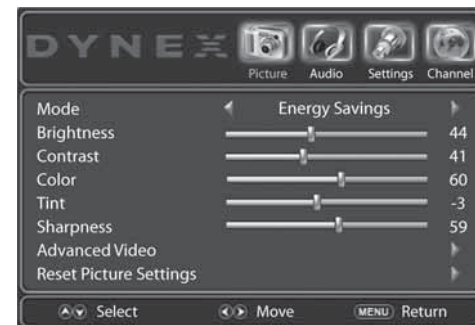 DYNEX
Picture Audio Settings Channel
Mode Energy Savings
Brightness 44
Contrast 41
Color 60
Tint -3
Sharpness 59
Advanced Video
Reset Picture Settings
Select Move MENU Return